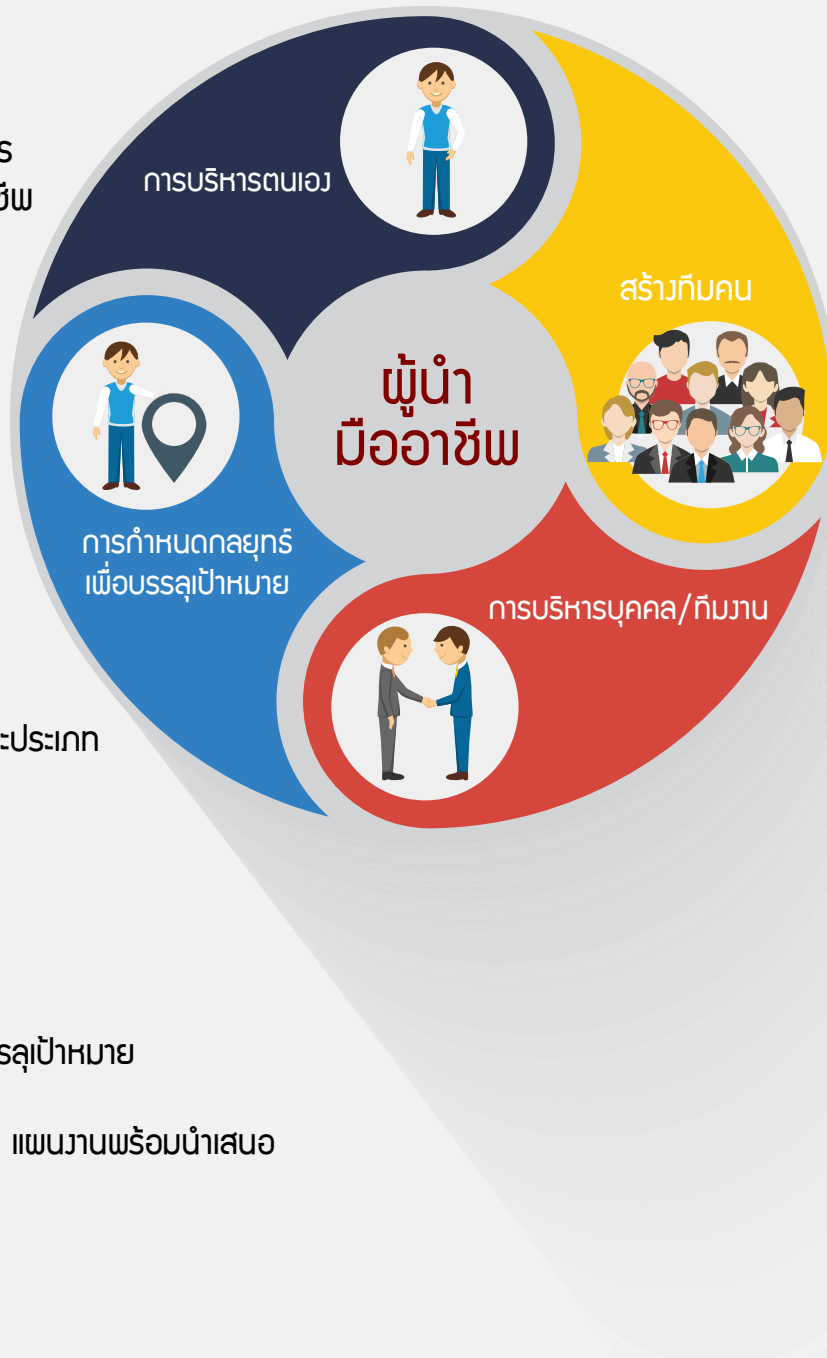 การบริหารตนเอง
สร้างทีมคน
ผู้นำ
มืออาชีพ
การกำหนดกลยุทธ์
เพื่อบรรลุเป้าหมาย
การบริหารบุคคล/ทีมงาน
ะประเภท
รลุเป้าหมาย
แผนงานพร้อมนำเสนอ